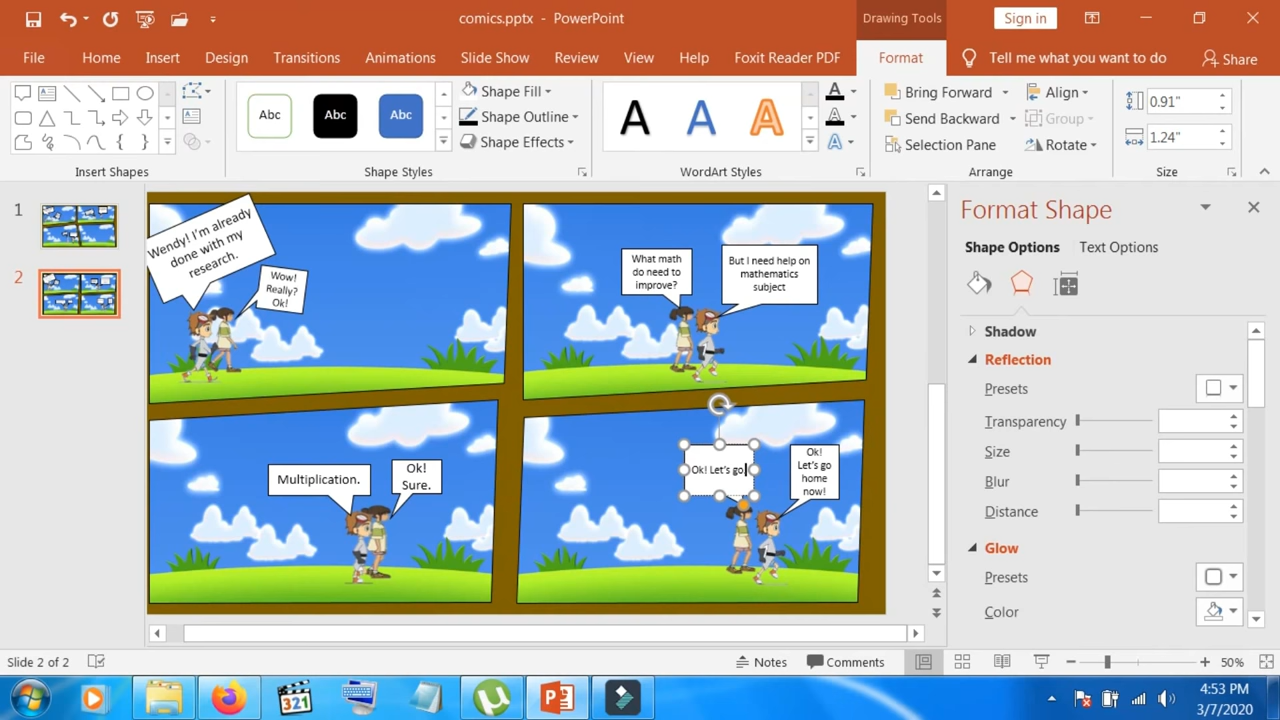 comics.pptx - PowerPoint
Drawing Tools
Sign in
File
Home
Insert
Design
Transitions
Animations
Slide Show
Review
View
Help
Foxit Reader PDF
Format
Tell me what you want to do
Share
Abc
Abc
Abc
Shape Fill
Shape Outline
Shape Effects
A
A
A
Bring Forward
Send Backward
Selection Pane
Align
Group
Rotate
0.91"
1.24"
Insert Shapes
Shape Styles
WordArt Styles
Arrange
Size
1
2
Wendy! I'm already
done with my
research.
Wow!
Really?
Ok!
What math
do need to
improve?
But I need help on
mathematics
subject
Multiplication.
Ok!
Sure.
Ok! Let's go
Ok!
Let's go
home
now!
Format Shape
Shape Options
Text Options
Shadow
Reflection
Presets
Transparency
Size
Blur
Distance
Glow
Presets
Color
Slide 2 of 2
Notes
Comments
50%
321
4:53 PM
3/7/2020